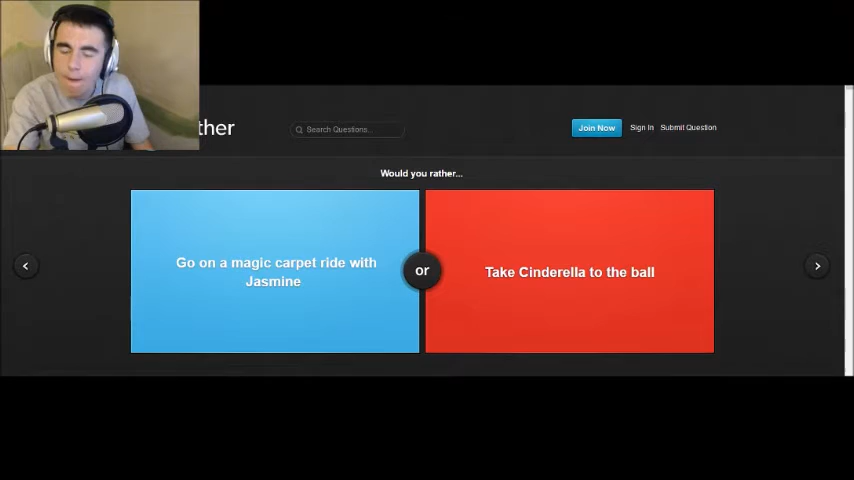 ther
Search Questions...
Join Now
Sign In
Submit Question
Would you rather...
Go on a magic carpet ride with
Jasmine
or
Take Cinderella to the ball